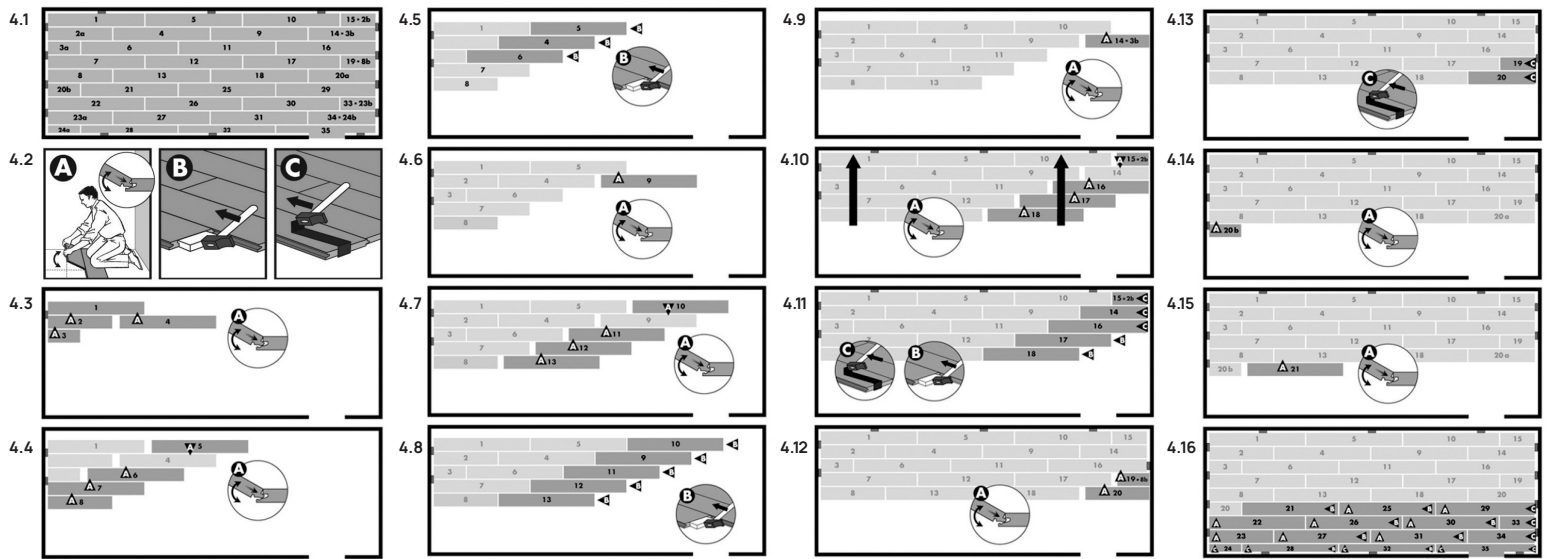 4.1
1 5 10 15 • 2b
2a 4 9 14 • 3b
3a 6 11 16
7 12 17 19 • 8b
8 13 18 20a
20b 21 25 29
22 26 30 33 • 23b
23a 27 31 34 • 24b
24a 28 32 35
4.2
A B C
4.3
1
A 2 A 4
A 3
A
4.4
1 A 5
4
A 6
A 7
A 8
A
4.5
1 5 B
2 4 B
3 6 B
7
8
B
4.6
1 5
2 4 A 9
3 6
7
8
A
4.7
1 5 A 10
2 4 9
3 6 A 11
7 A 12
8 A 13
A
4.8
1 5 10 B
2 4 9 B
3 6 11 B
7 12 B
8 13 B
B
4.9
1 5 10
2 4 9 A 14 • 3b
3 6 11
7 12
8 13
A
4.10
1 5 10 A 15 • 2b
2 4 9 14
3 6 11 A 16
7 12 A 17
8 A 18
A
4.11
1 5 10 15 • 2b C
2 4 9 14 C
3 6 11 16 C
7 12 17 B
8 13 18 B
C B
4.12
1 5 10 15
2 4 9 14
3 6 11 16
7 12 17 A 19 • 8b
8 13 18 A 20
A
4.13
1 5 10 15
2 4 9 14
3 6 11 16
7 12 17 19 C
8 13 18 20 C
C
4.14
1 5 10 15
2 4 9 14
3 6 11 16
7 12 17 19
8 13 18 20a
A 20b
A
4.15
1 5 10 15
2 4 9 14
3 6 11 16
7 12 17 19
8 13 18 20a
20b A 21
A
4.16
1 5 10 15
2 4 9 14
3 6 11 16
7 12 17 19
8 13 18 20
20 21 B A 25 B A 29 C
A 22 A 26 B A 30 B 33 C
A 23 A 27 B A 31 B 34 C
24 28 32 35